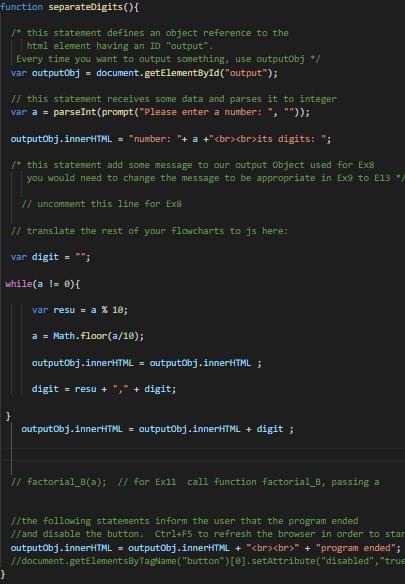 function separateDigits(){
/* this statement defines an object reference to the
html element having an ID "output".
Every time you want to output something, use outputObj */
var outputObj = document.getElementById("output");
// this statement receives some data and parses it to integer
var a = parseInt(prompt("Please enter a number: ", ""));
outputObj.innerHTML = "number: "+ a +"<br><br>its digits: ";
/* this statement add some message to our output Object used for Ex8
you would need to change the message to be appropriate in Ex9 to E13 */
// uncomment this line for Ex8
// translate the rest of your flowcharts to js here:
var digit = "";
while(a != 0){
var resu = a % 10;
a = Math.floor(a/10);
outputObj.innerHTML = outputObj.innerHTML ;
digit = resu + "," + digit;
}
outputObj.innerHTML = outputObj.innerHTML + digit ;
// factorial_B(a);  // for Ex11  call function factorial_B, passing a
//the following statements inform the user that the program ended
//and disable the button.  Ctrl+F5 to refresh the browser in order to star
outputObj.innerHTML = outputObj.innerHTML + "<br><br>" + "program ended";
//document.getElementsByTagName("button")[0].setAttribute("disabled","true
}